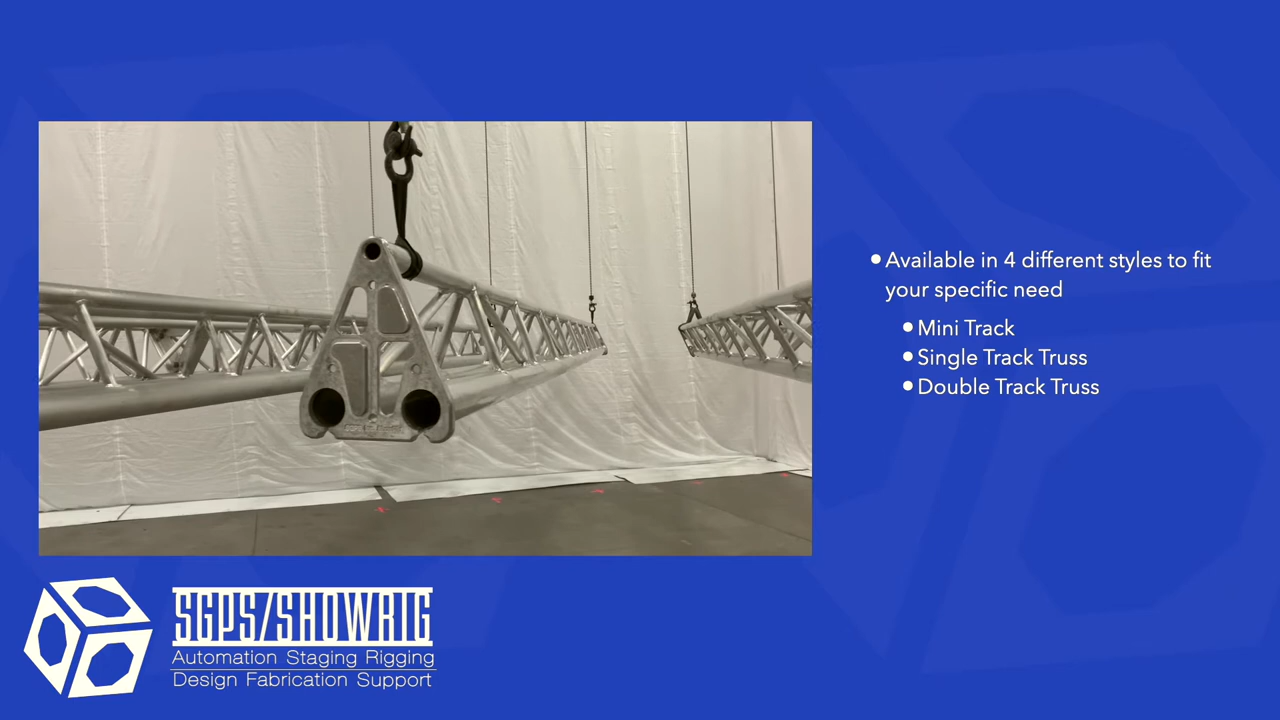 • Available in 4 different styles to fit
your specific need
• Mini Track
• Single Track Truss
• Double Track Truss
SGPS/SHOWRIG
Automation Staging Rigging
Design Fabrication Support